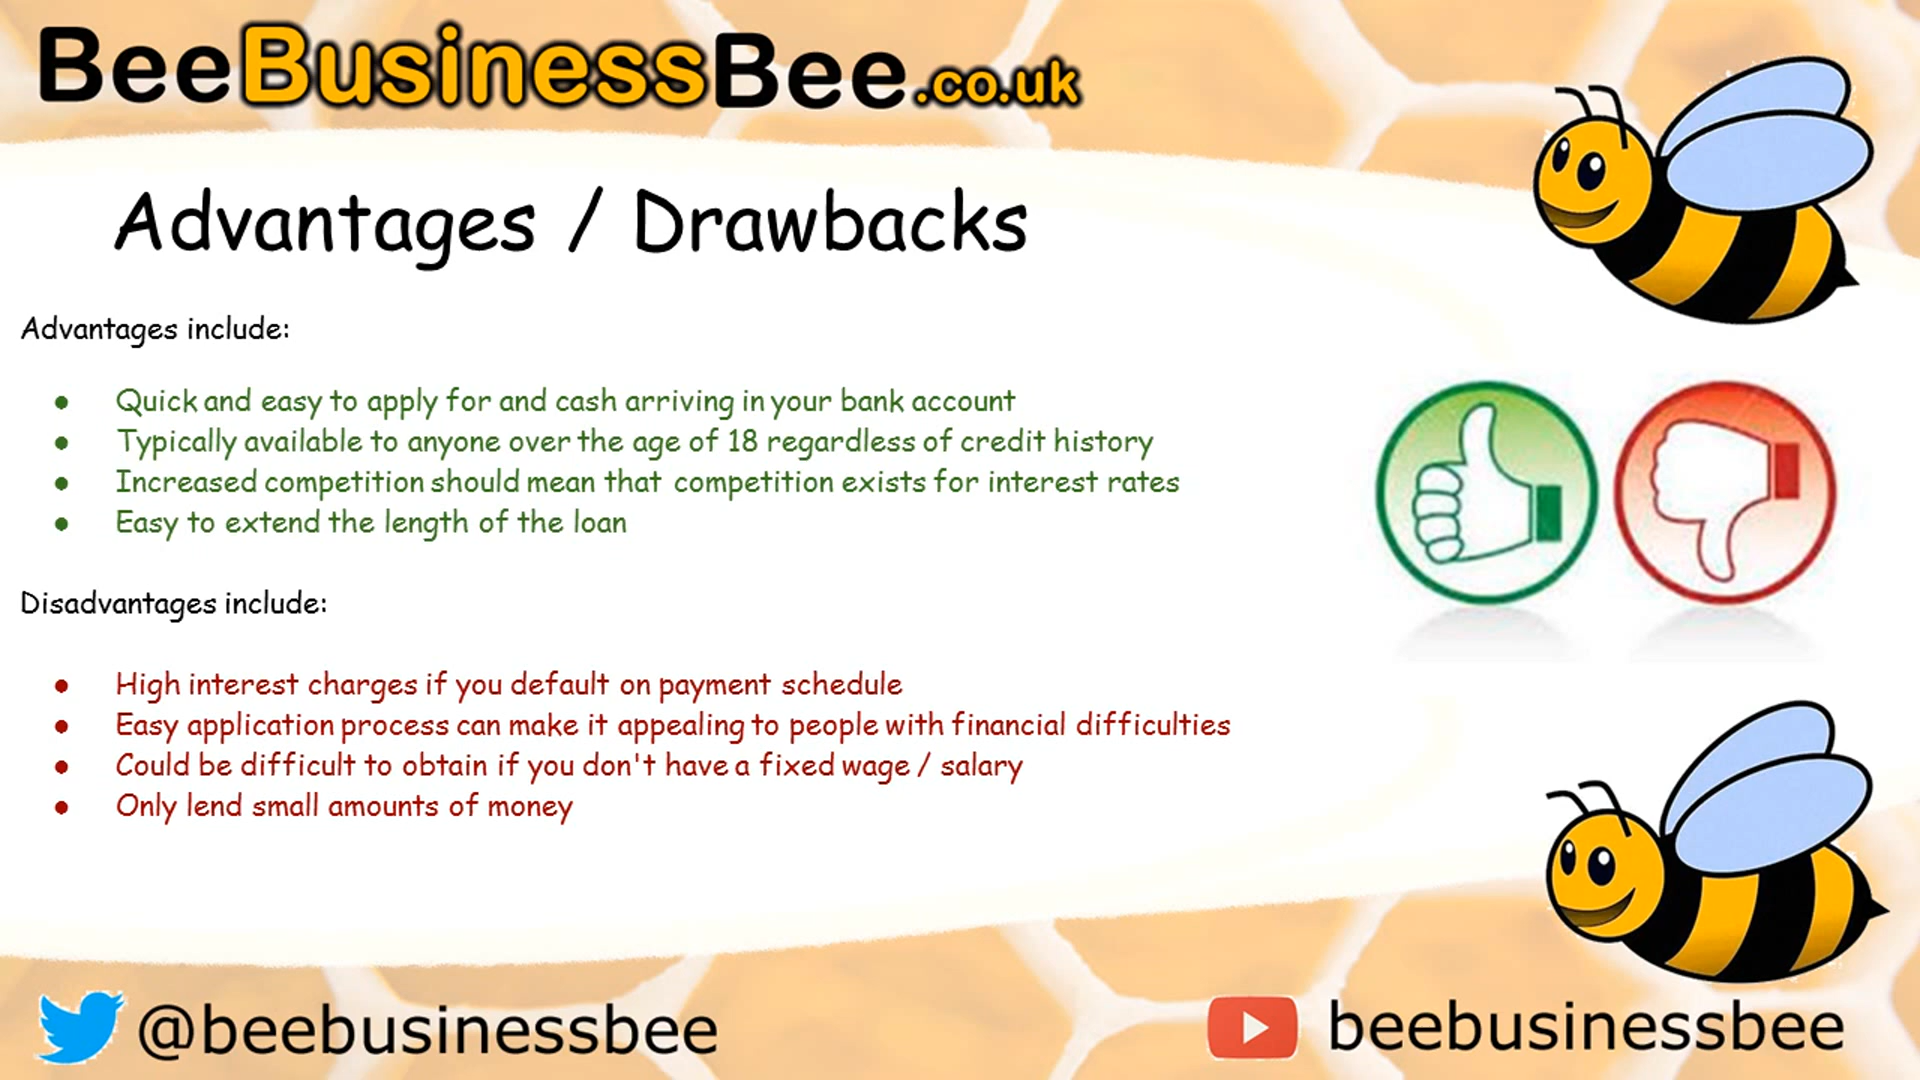 BeeBusinessBee.co.uk
Advantages / Drawbacks
Advantages include:
● Quick and easy to apply for and cash arriving in your bank account
● Typically available to anyone over the age of 18 regardless of credit history
● Increased competition should mean that competition exists for interest rates
● Easy to extend the length of the loan
Disadvantages include:
● High interest charges if you default on payment schedule
● Easy application process can make it appealing to people with financial difficulties
● Could be difficult to obtain if you don't have a fixed wage / salary
● Only lend small amounts of money
@beebusinessbee
beebusinessbee